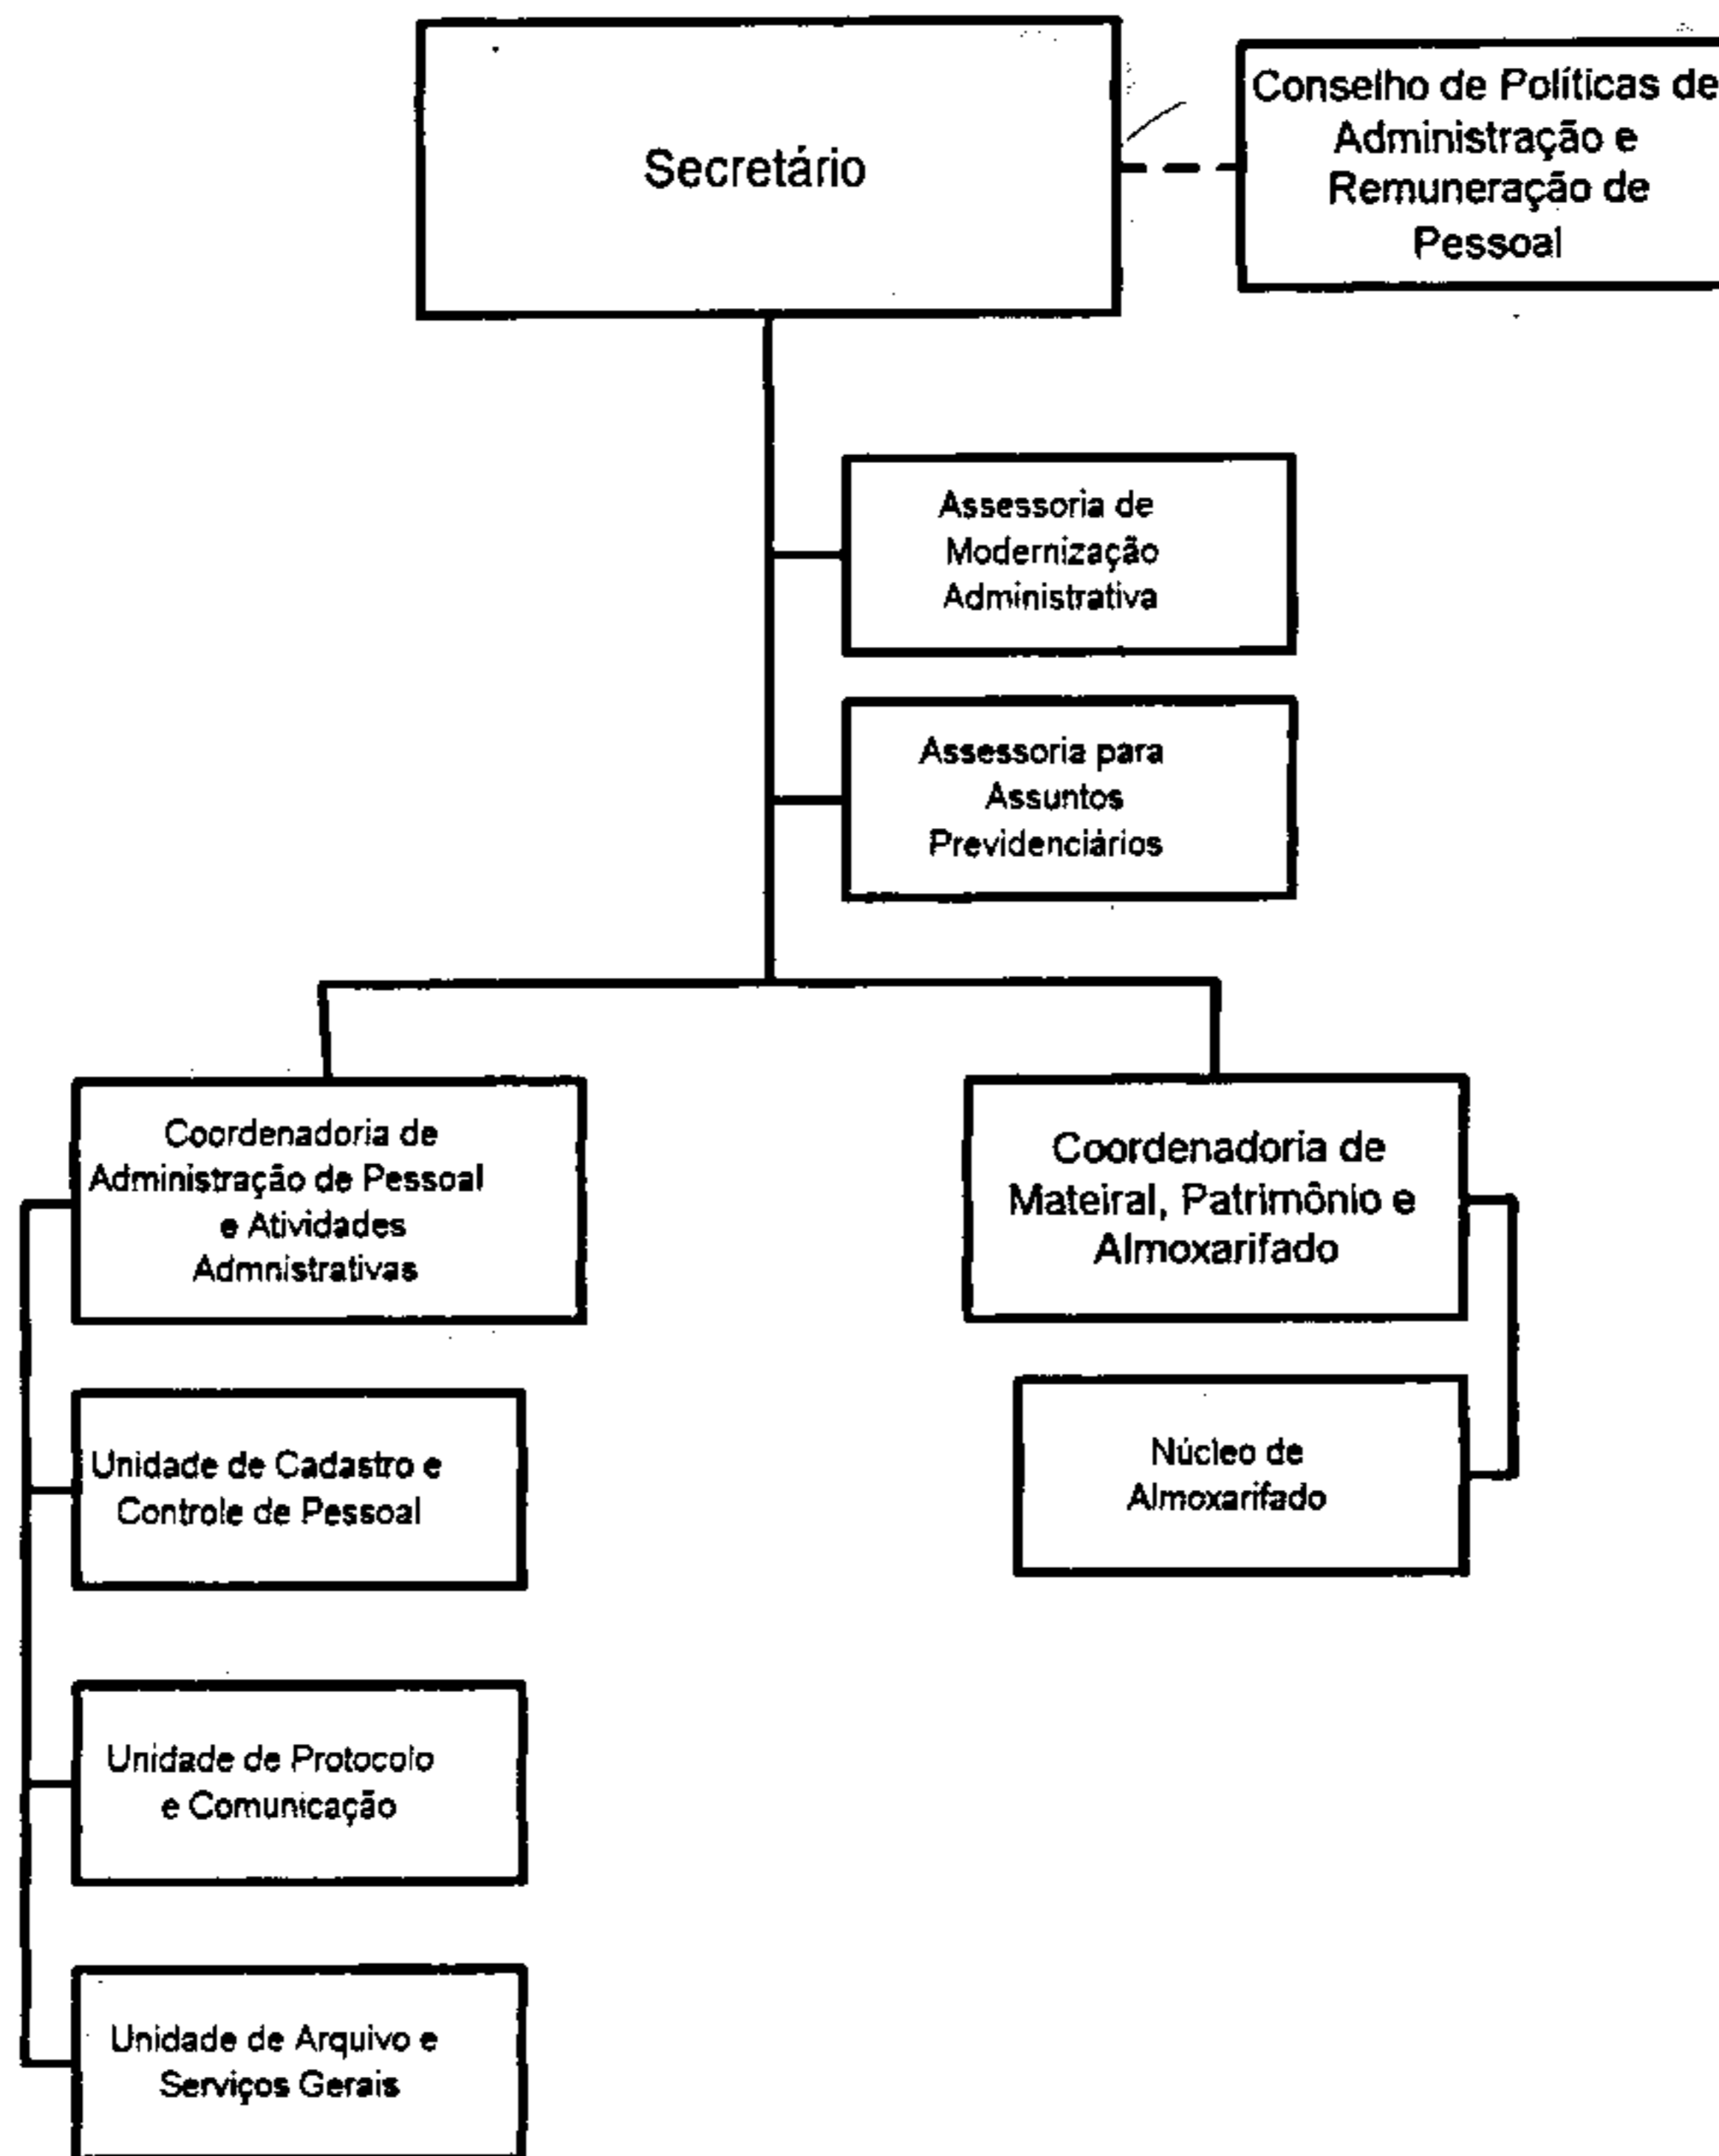 Secretário
Conselho de Políticas de
Administração e
Remuneração de
Pessoal
Assessoria de
Modernização
Administrativa
Assessoria para
Assuntos
Previdenciários
Coordenadoria de
Administração de Pessoal
e Atividades
Admnistrativas
Coordenadoria de
Mateiral, Patrimônio e
Almoxarifado
Unidade de Cadastro e
Controle de Pessoal
Núcleo de
Almoxarifado
Unidade de Protocolo
e Comunicação
Unidade de Arquivo e
Serviços Gerais